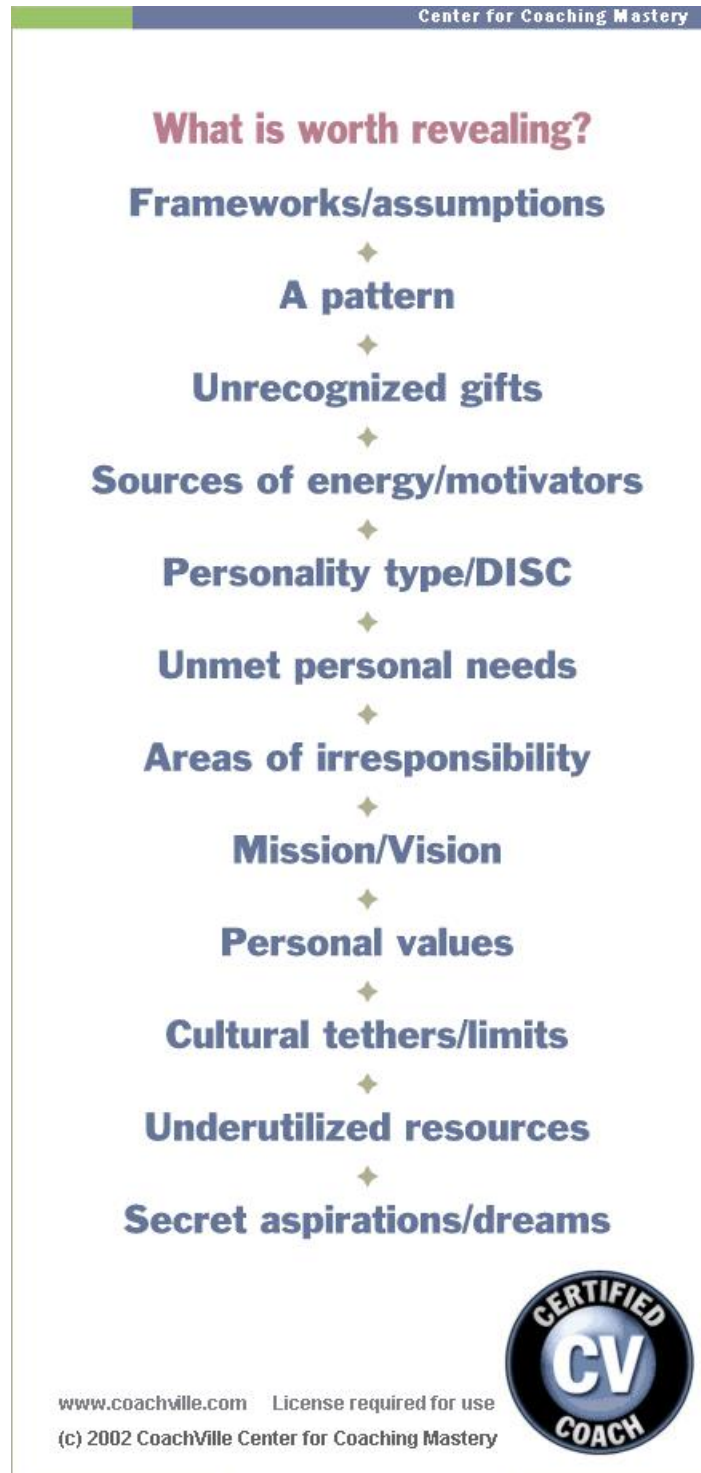 Center for Coaching Mastery
What is worth revealing?
Frameworks/assumptions
A pattern
Unrecognized gifts
Sources of energy/motivators
Personality type/DISC
Unmet personal needs
Areas of irresponsibility
Mission/Vision
Personal values
Cultural tethers/limits
Underutilized resources
Secret aspirations/dreams
CERTIFIED
CV
COACH
www.coachville.com License required for use
(c) 2002 CoachVille Center for Coaching Mastery